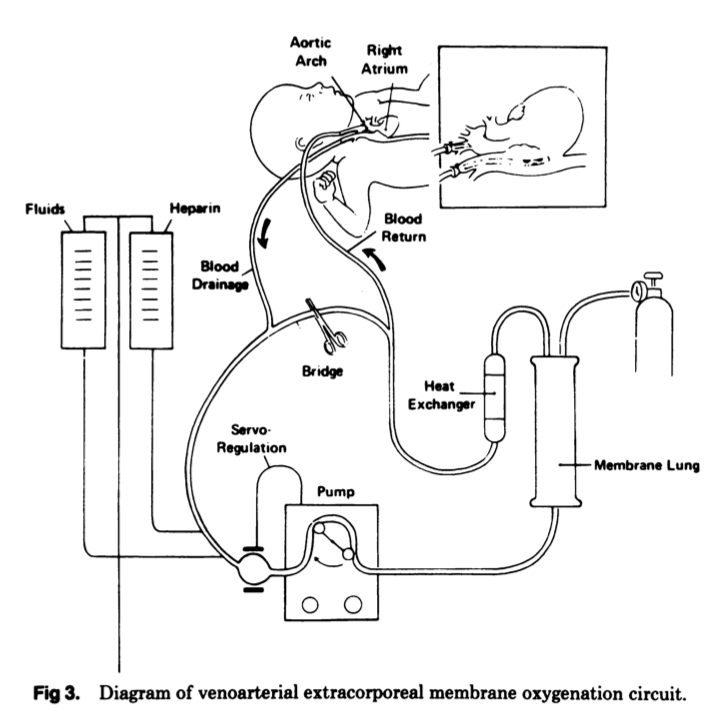 Aortic
Arch
Right
Atrium
Fluids
Heparin
Blood
Return
Blood
Drainage
Bridge
Heat
Exchanger
Servo-
Regulation
Pump
Membrane Lung
Fig 3. Diagram of venoarterial extracorporeal membrane oxygenation circuit.